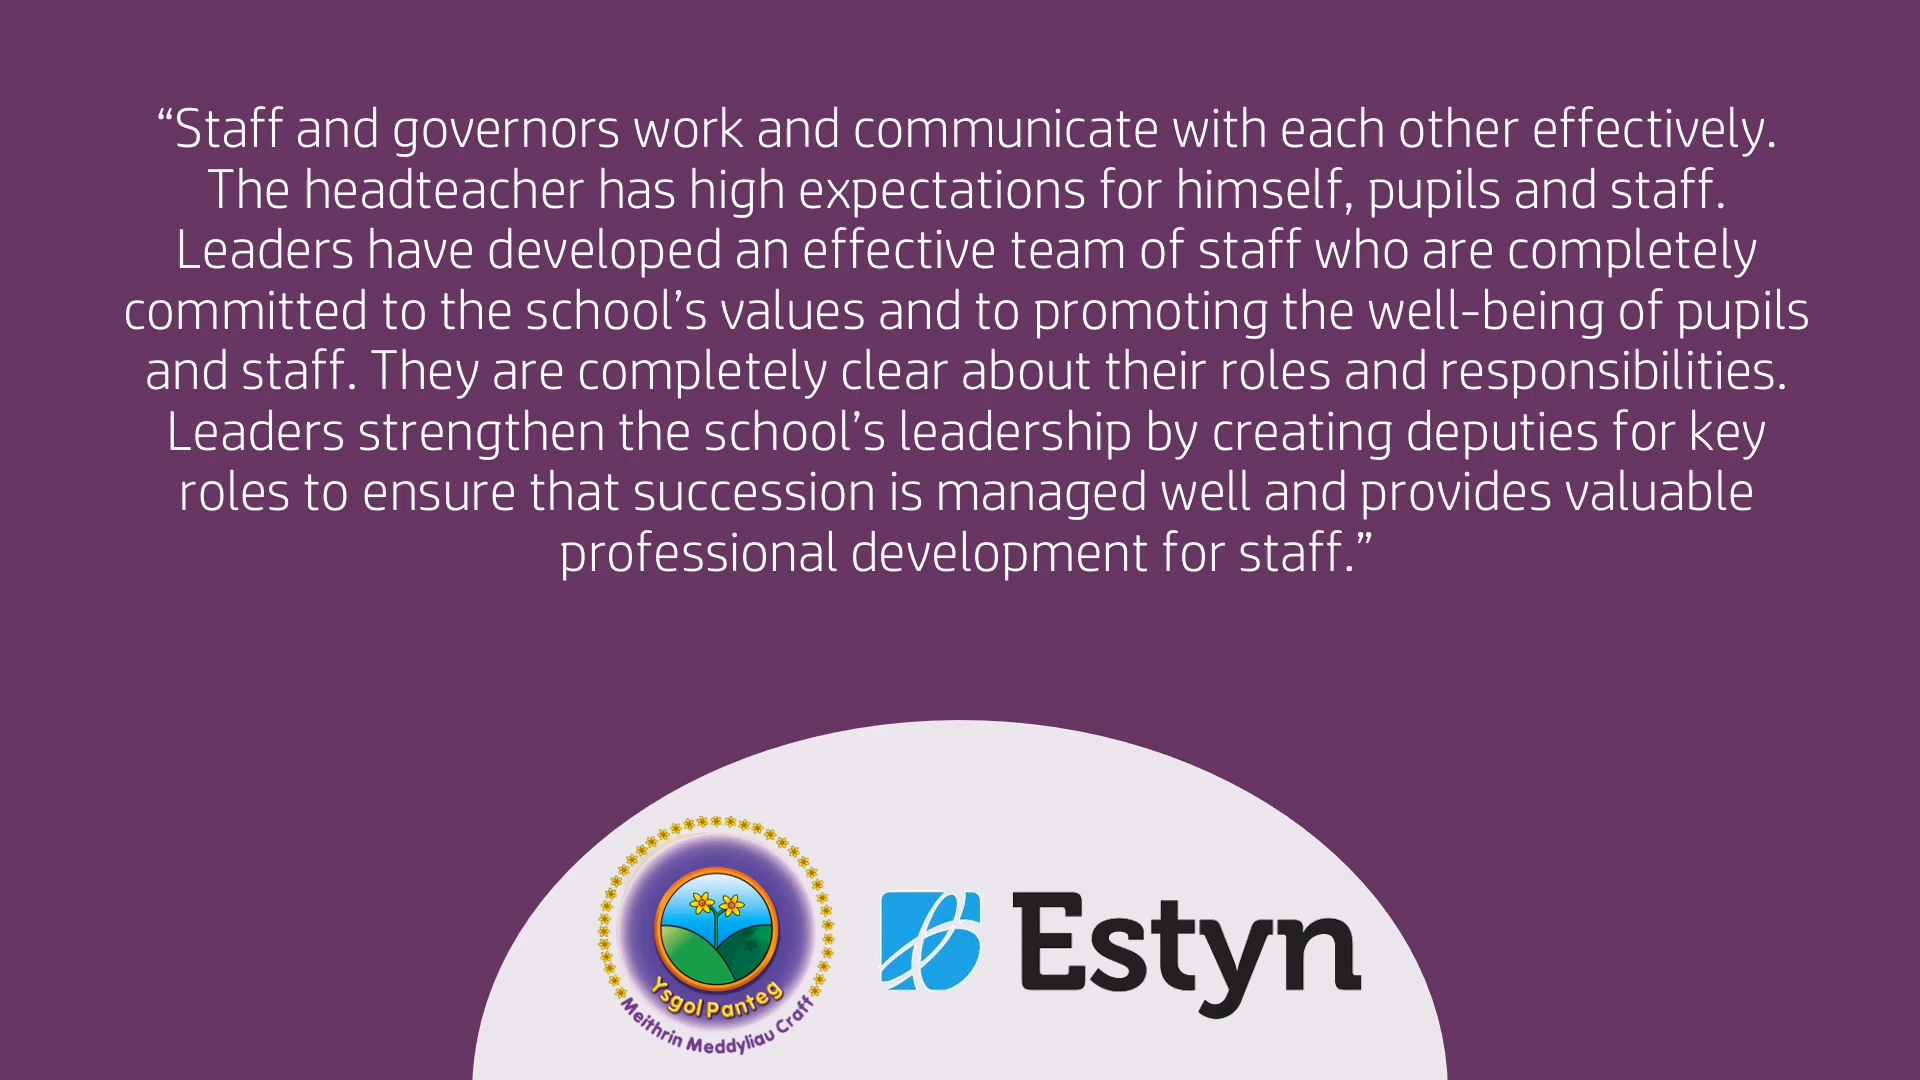 “Staff and governors work and communicate with each other effectively.
The headteacher has high expectations for himself, pupils and staff.
Leaders have developed an effective team of staff who are completely
committed to the school’s values and to promoting the well-being of pupils
and staff. They are completely clear about their roles and responsibilities.
Leaders strengthen the school’s leadership by creating deputies for key
roles to ensure that succession is managed well and provides valuable
professional development for staff.”
Ysgol Panteg
Meithrin Meddyliau Craff
Estyn